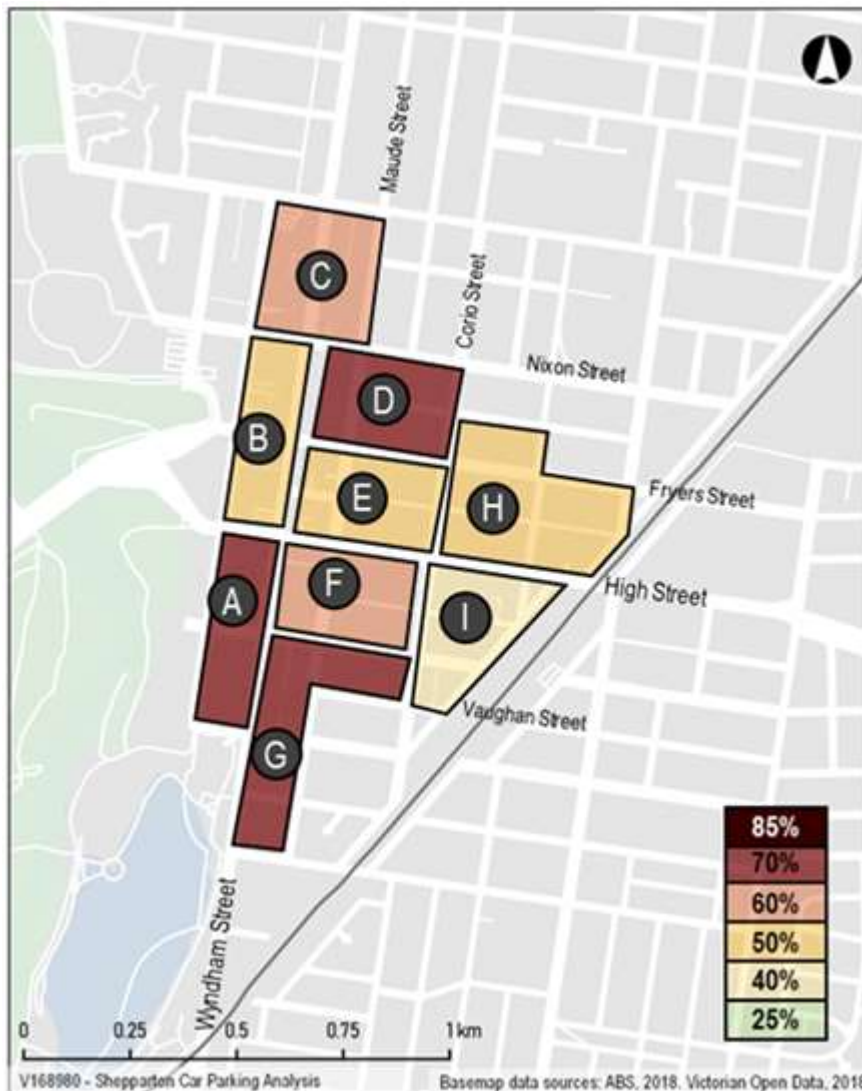 Maude Street
C
Corio Street
Nixon Street
D
B
E
H
Fryers Street
A
F
I
High Street
Vaughan Street
G
Wyndham Street
85%
70%
60%
50%
40%
25%
0 0.25 0.5 0.75 1 km
V168980 - Shepparton Car Parking Analysis
Basemap data sources: ABS, 2018, Victorian Open Data, 201